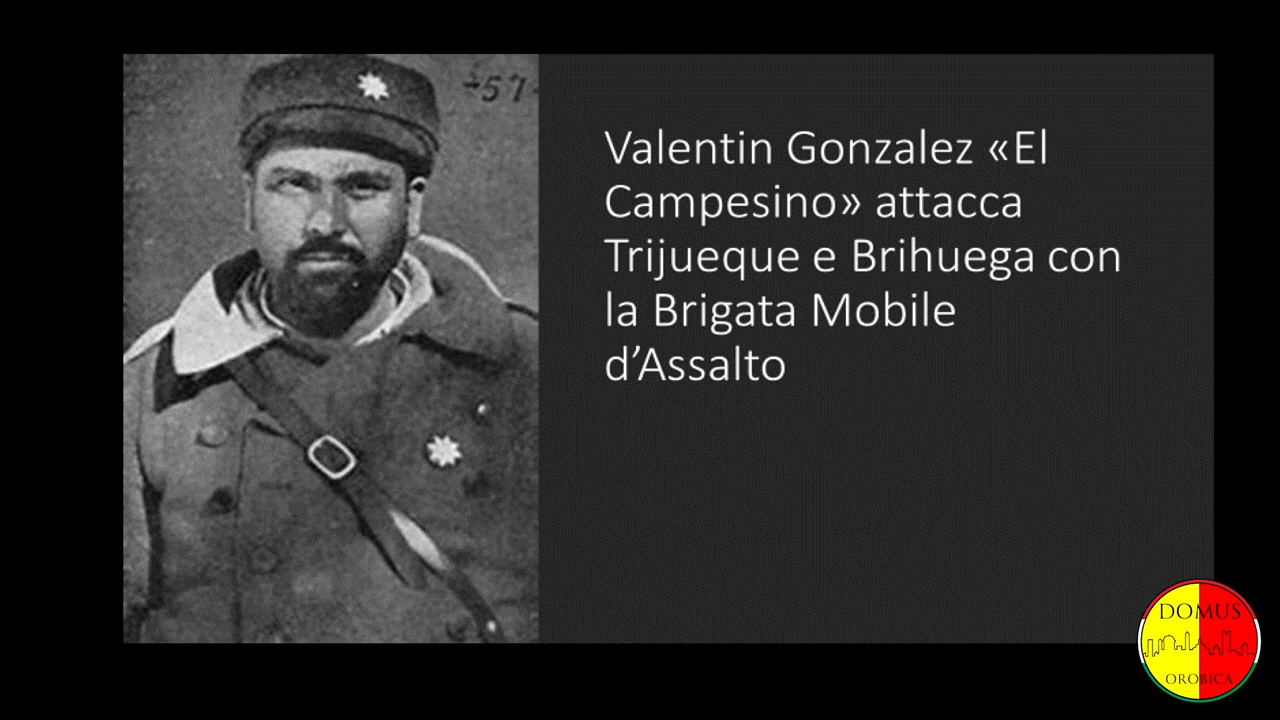 -57-
Valentin Gonzalez «El
Campesino» attacca
Trijueque e Brihuega con
la Brigata Mobile
d’Assalto
DOMUS
OROBICA